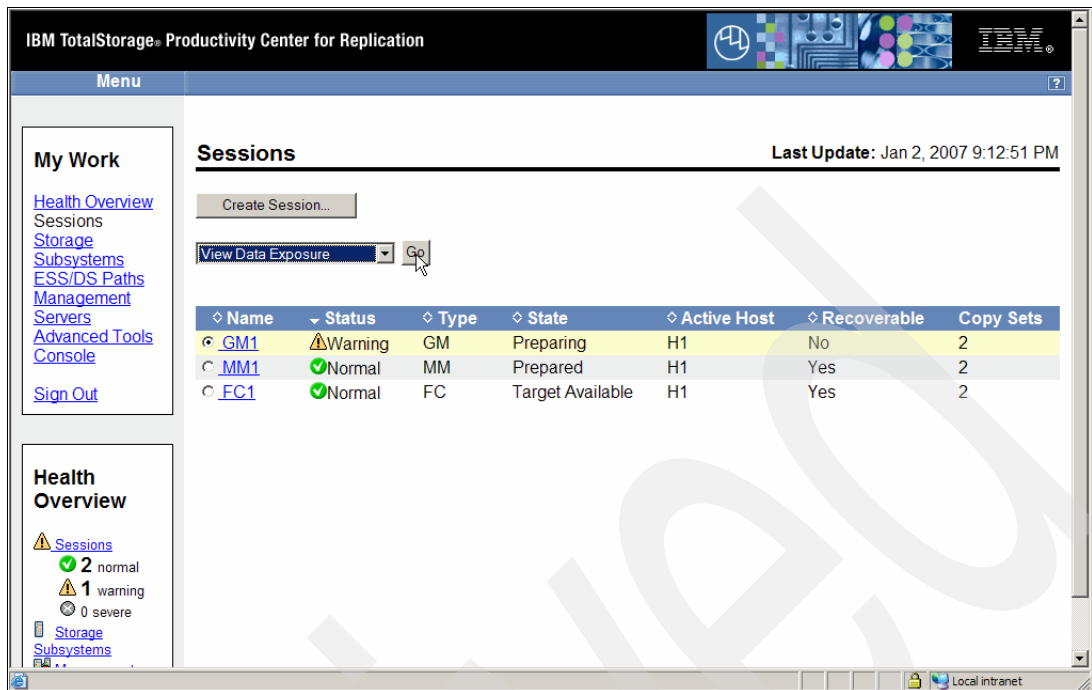 IBM TotalStorage® Productivity Center for Replication
IBM®
Menu
?
My Work
Health Overview
Sessions
Storage
Subsystems
ESS/DS Paths
Management
Servers
Advanced Tools
Console
Sign Out
Health
Overview
Sessions
2 normal
1 warning
0 severe
Storage
Subsystems
Sessions
Last Update: Jan 2, 2007 9:12:51 PM
Create Session...
View Data Exposure Go
Name Status Type State Active Host Recoverable Copy Sets
GM1 Warning GM Preparing H1 No 2
MM1 Normal MM Prepared H1 Yes 2
FC1 Normal FC Target Available H1 Yes 2
Local intranet